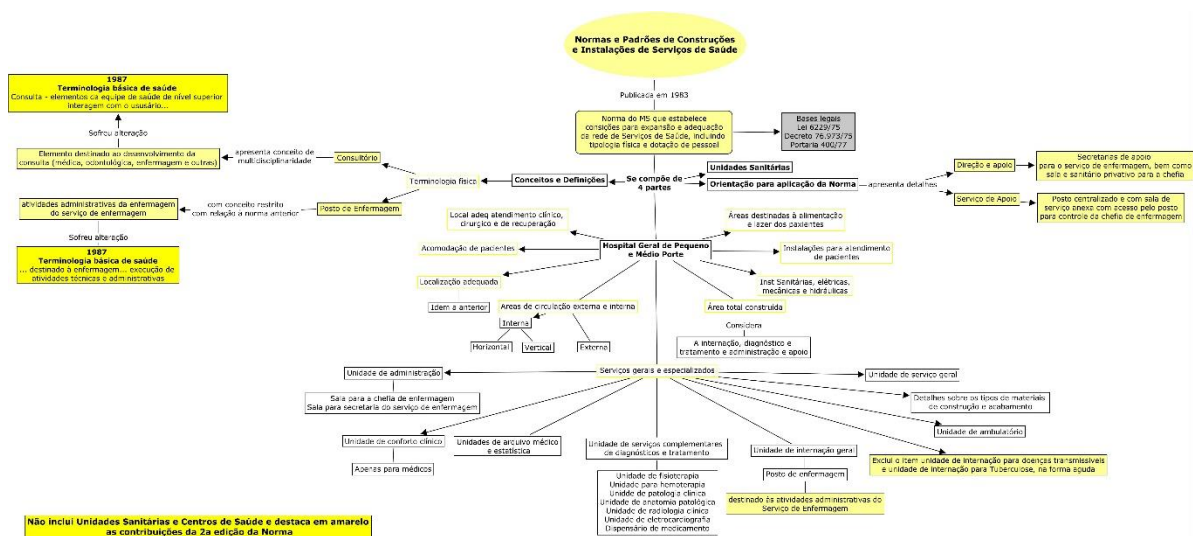 Normas e Padrões de Construções
e Instalações de Serviços de Saúde
Publicada em 1983
Norma do MS que estabelece
consições para expansão e adequação
da rede de Serviços de Saúde, incluindo
tipologia física e dotação de pessoal
Bases legais
Lei 6229/75
Decreto 76.973/75
Portaria 400/77
Se compõe de
4 partes
Unidades Sanitárias
Orientação para aplicação da Norma
apresenta detalhes
Direção e apoio
Secretarias de apoio
para o serviço de enfermagem, bem como
sala e sanitário privativo para a chefia
Serviço de Apoio
Posto centralizado e com sala de
serviço anexa com acesso pelo posto
para controle da chefia de enfermagem
Conceitos e Definições
Terminologia física
Consultório
apresenta conceito de
multidisciplinaridade
Elemento destinado ao desenvolvimento da
consulta (médica, odontológica, enfermagem e outras)
Sofreu alteração
1987
Terminologia básica de saúde
Consulta - elementos da equipe de saúde de nível superior
interagem com o ususário...
Posto de Enfermagem
com conceito restrito
com relação à norma anterior
atividades administrativas da enfermagem
do serviço de enfermagem
Sofreu alteração
1987
Terminologia básica de saúde
... destinado à enfermagem... execução de
atividades técnicas e administrativas
Hospital Geral de Pequeno
e Médio Porte
Local adeq atendimento clínico,
cirurgico e de recuperação
Áreas destinadas à alimentação
e lazer dos paxientes
Acomodação de pacientes
Instalações para atendimento
de pacientes
Localização adequada
Idem a anterior
Inst Sanitárias, elétricas,
mecânicas e hidráulicas
Areas de circulação externa e interna
Interna
Horizontal
Vertical
Externa
Área total construída
Considera
A internação, diagnóstico e
tratamento e administração e apoio
Serviços gerais e especializados
Unidade de administração
Sala para a chefia de enfermagem
Sala para secretaria do serviço de enfermagem
Unidade de conforto clínico
Apenas para médicos
Unidades de arquivo médico
e estatística
Unidade de serviços complementares
de diagnósticos e tratamento
Unidade de fisioterapia
Unidade para hemoterapia
Unidde de patologia clínica
Unidade de anatomia patológica
Unidade de radiologia clínica
Unidade de eletrocardiografia
Dispensário de medicamento
Unidade de internação geral
Posto de enfermagem
destinado às atividades administrativas do
Serviço de Enfermagem
Unidade de serviço geral
Detalhes sobre os tipos de materiais
de construção e acabamento
Unidade de ambulatório
Exclui o item unidade de internação para doenças transmissíveis
e unidade de internação para Tuberculose, na forma aguda
Não inclui Unidades Sanitárias e Centros de Saúde e destaca em amarelo
as contribuições da 2a edição da Norma